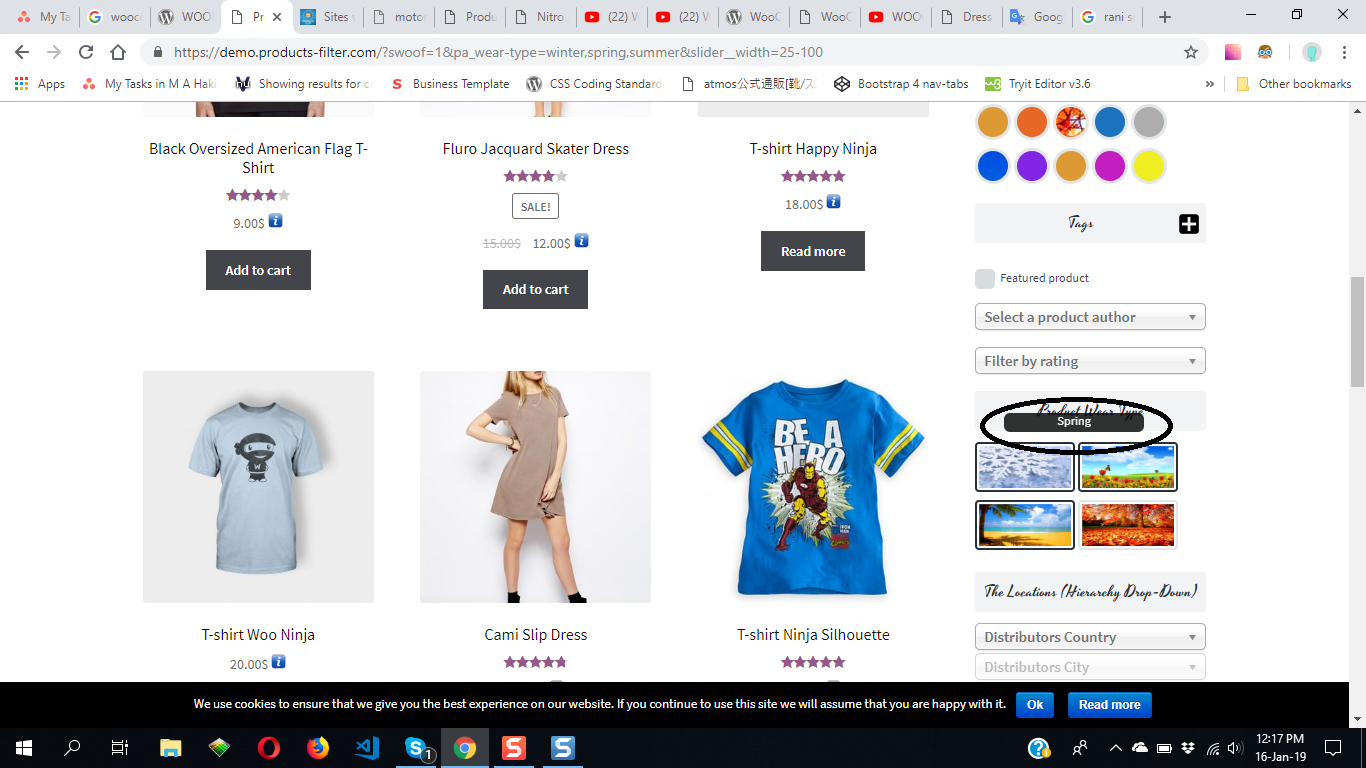 My Ta
wooc
WOO
Pr
Sites v
motor
Produ
Nitro
(22) W
(22) W
WooC
WooC
WOO
Dress
Goog
rani s
https://demo.products-filter.com/?swoof=1&pa_wear-type=winter,spring,summer&slider__width=25-100
Apps
My Tasks in M A Haki
Showing results for c
Business Template
CSS Coding Standard
atmos公式通販[靴/ス
Bootstrap 4 nav-tabs
Tryit Editor v3.6
»
Other bookmarks
Black Oversized American Flag T-
Shirt
9.00$
Add to cart
Fluro Jacquard Skater Dress
SALE!
15.00$ 12.00$
Add to cart
T-shirt Happy Ninja
18.00$
Read more
Tags
Featured product
Select a product author
Filter by rating
Product Wear Type
Spring
The Locations (Hierarchy Drop-Down)
Distributors Country
Distributors City
W
BE A
HERO
IRON
MAN
T-shirt Woo Ninja
20.00$
Cami Slip Dress
T-shirt Ninja Silhouette
We use cookies to ensure that we give you the best experience on our website. If you continue to use this site we will assume that you are happy with it.
Ok
Read more
1
12:17 PM
16-Jan-19